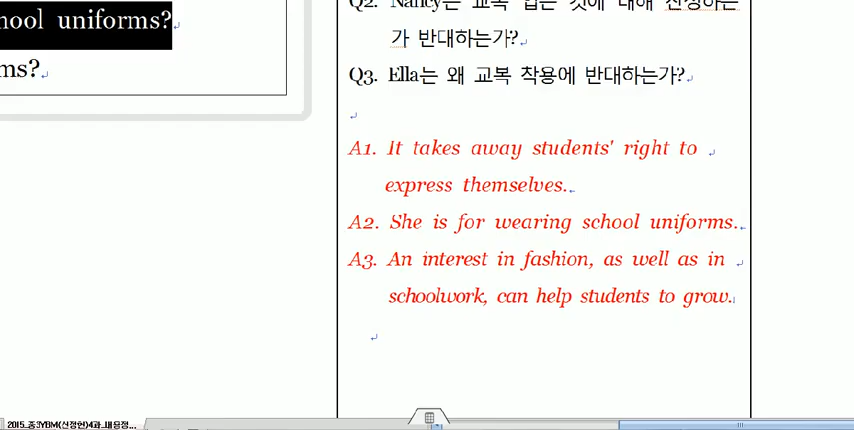 hool uniforms?
ms?
Q2. Nancy는 교복 입는 것에 대해 찬성하는
가 반대하는가?
Q3. Ella는 왜 교복 착용에 반대하는가?
A1. It takes away students' right to
express themselves.
A2. She is for wearing school uniforms.
A3. An interest in fashion, as well as in
schoolwork, can help students to grow.
2015_중3YBM(신정현)4과_내용정...